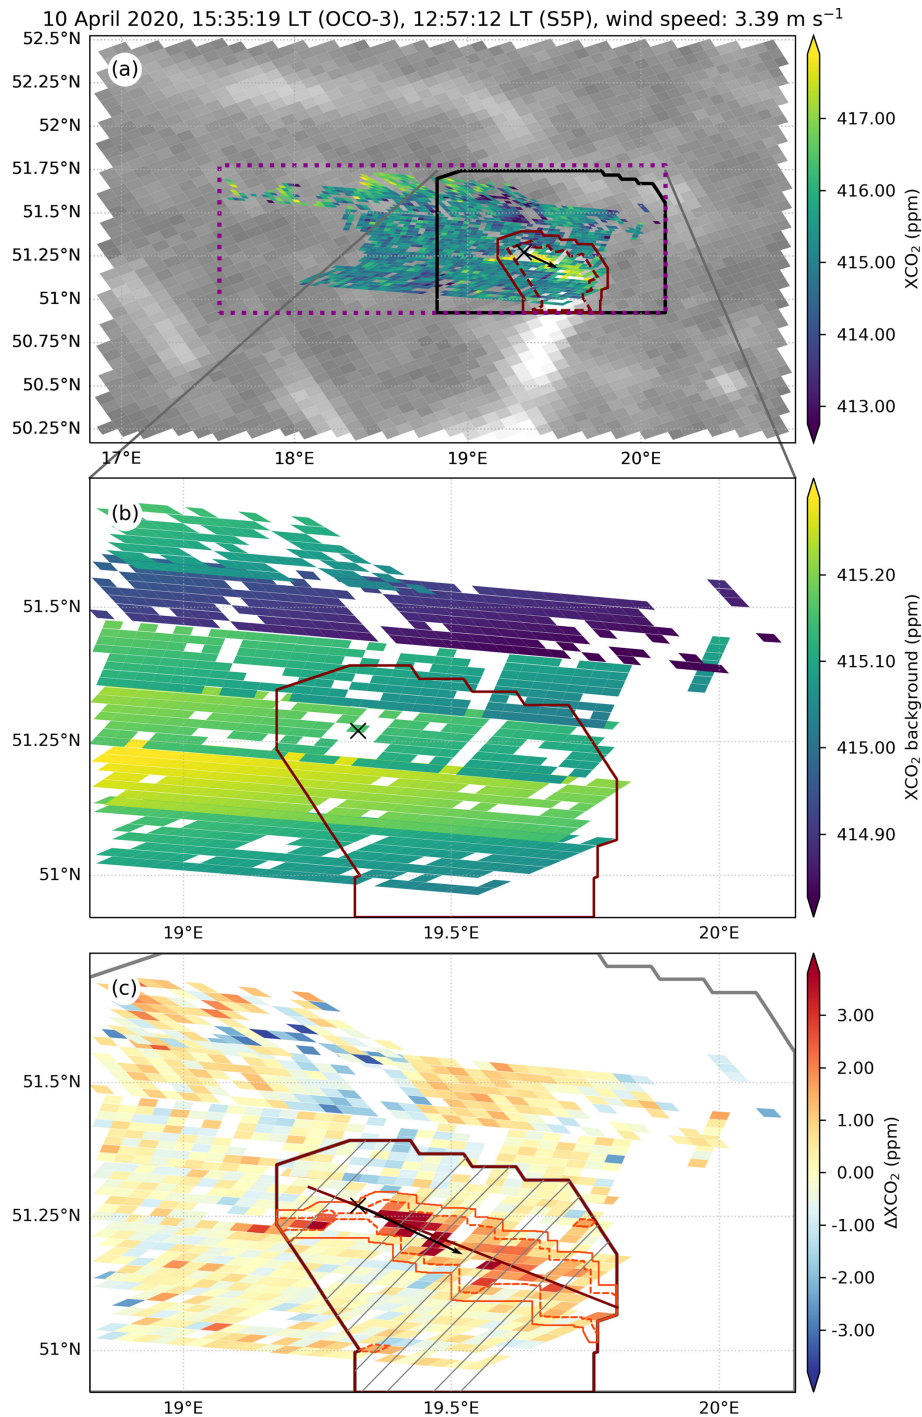 10 April 2020, 15:35:19 LT (OCO-3), 12:57:12 LT (S5P), wind speed: 3.39 m s⁻¹
(a)
52.5°N
52.25°N
52°N
51.75°N
51.5°N
51.25°N
51°N
50.75°N
50.5°N
50.25°N
17°E 18°E 19°E 20°E
417.00
416.00
415.00
414.00
413.00
XCO₂ (ppm)
(b)
51.5°N
51.25°N
51°N
19°E 19.5°E 20°E
415.20
415.10
415.00
414.90
XCO₂ background (ppm)
(c)
51.5°N
51.25°N
51°N
19°E 19.5°E 20°E
3.00
2.00
1.00
0.00
-1.00
-2.00
-3.00
ΔXCO₂ (ppm)